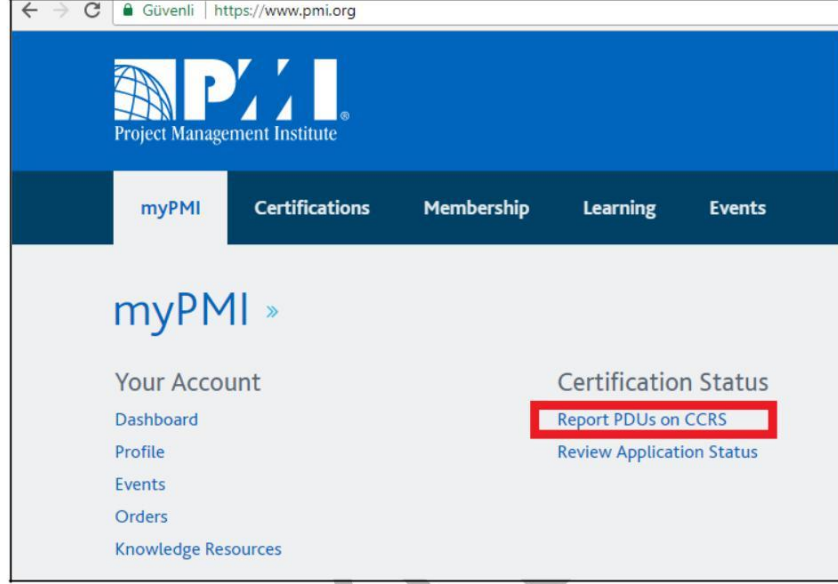 Güvenli | https://www.pmi.org
PMI®
Project Management Institute
myPMI Certifications Membership Learning Events
myPMI »
Your Account
Dashboard
Profile
Events
Orders
Knowledge Resources
Certification Status
Report PDUs on CCRS
Review Application Status